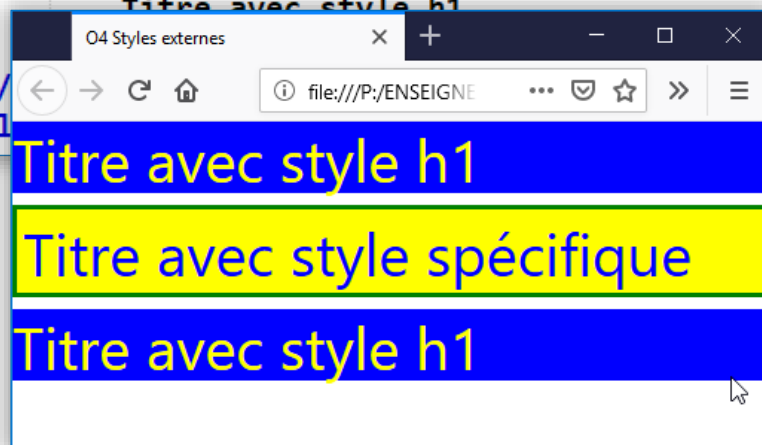 Titre avec style h1
O4 Styles externes
file:///P:/ENSEIGNE
Titre avec style h1
Titre avec style spécifique
Titre avec style h1